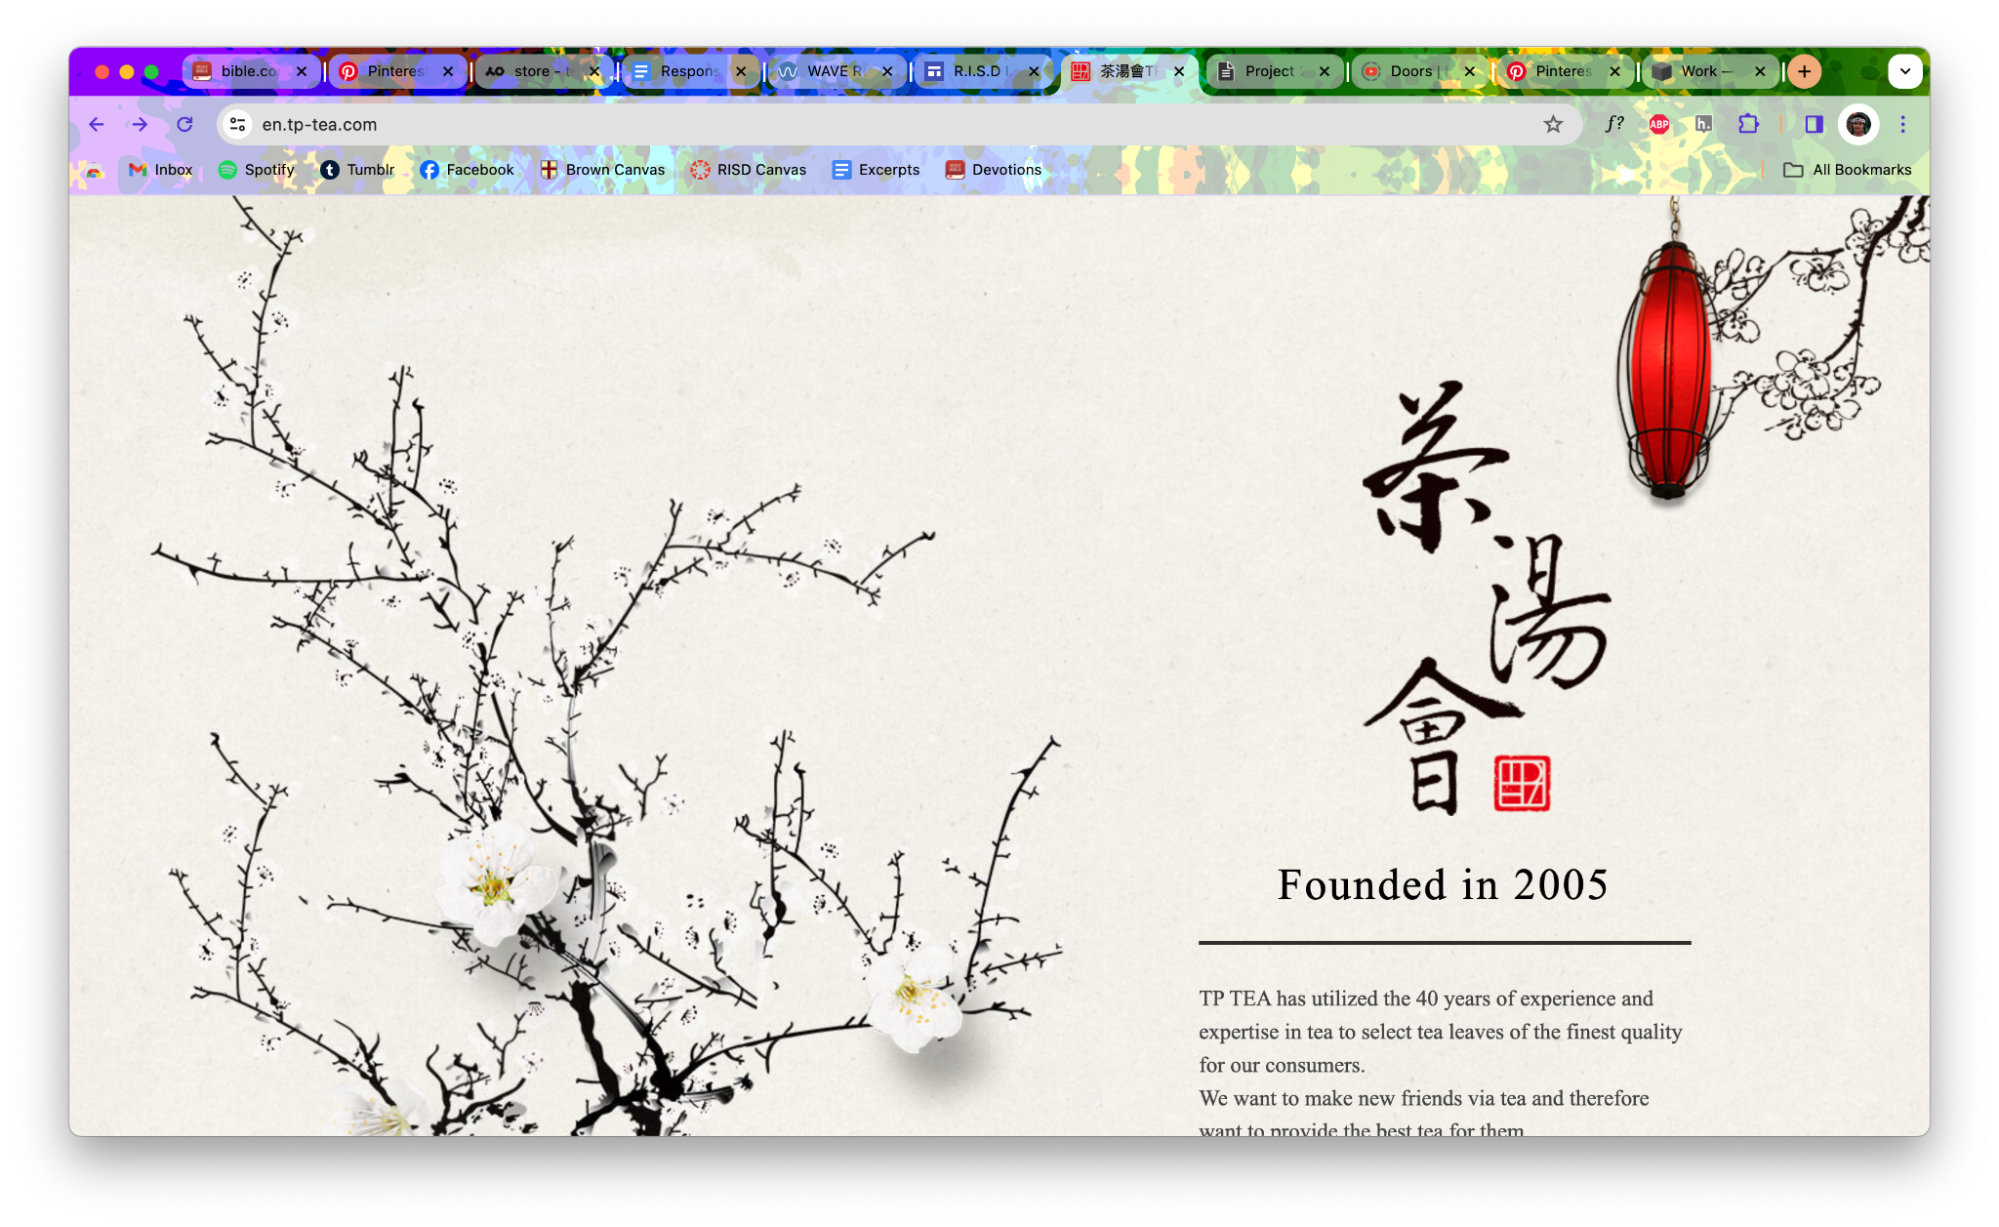 bible.co
Pinteres
store - t
Respons
WAVE R
R.I.S.D
茶湯會T
Project
Doors |
Pinteres
Work —
en.tp-tea.com
f?
ABP
h.
Inbox
Spotify
Tumblr
Facebook
Brown Canvas
RISD Canvas
Excerpts
Devotions
All Bookmarks
茶
湯
會
Founded in 2005
TP TEA has utilized the 40 years of experience and
expertise in tea to select tea leaves of the finest quality
for our consumers.
We want to make new friends via tea and therefore
want to provide the best tea for them